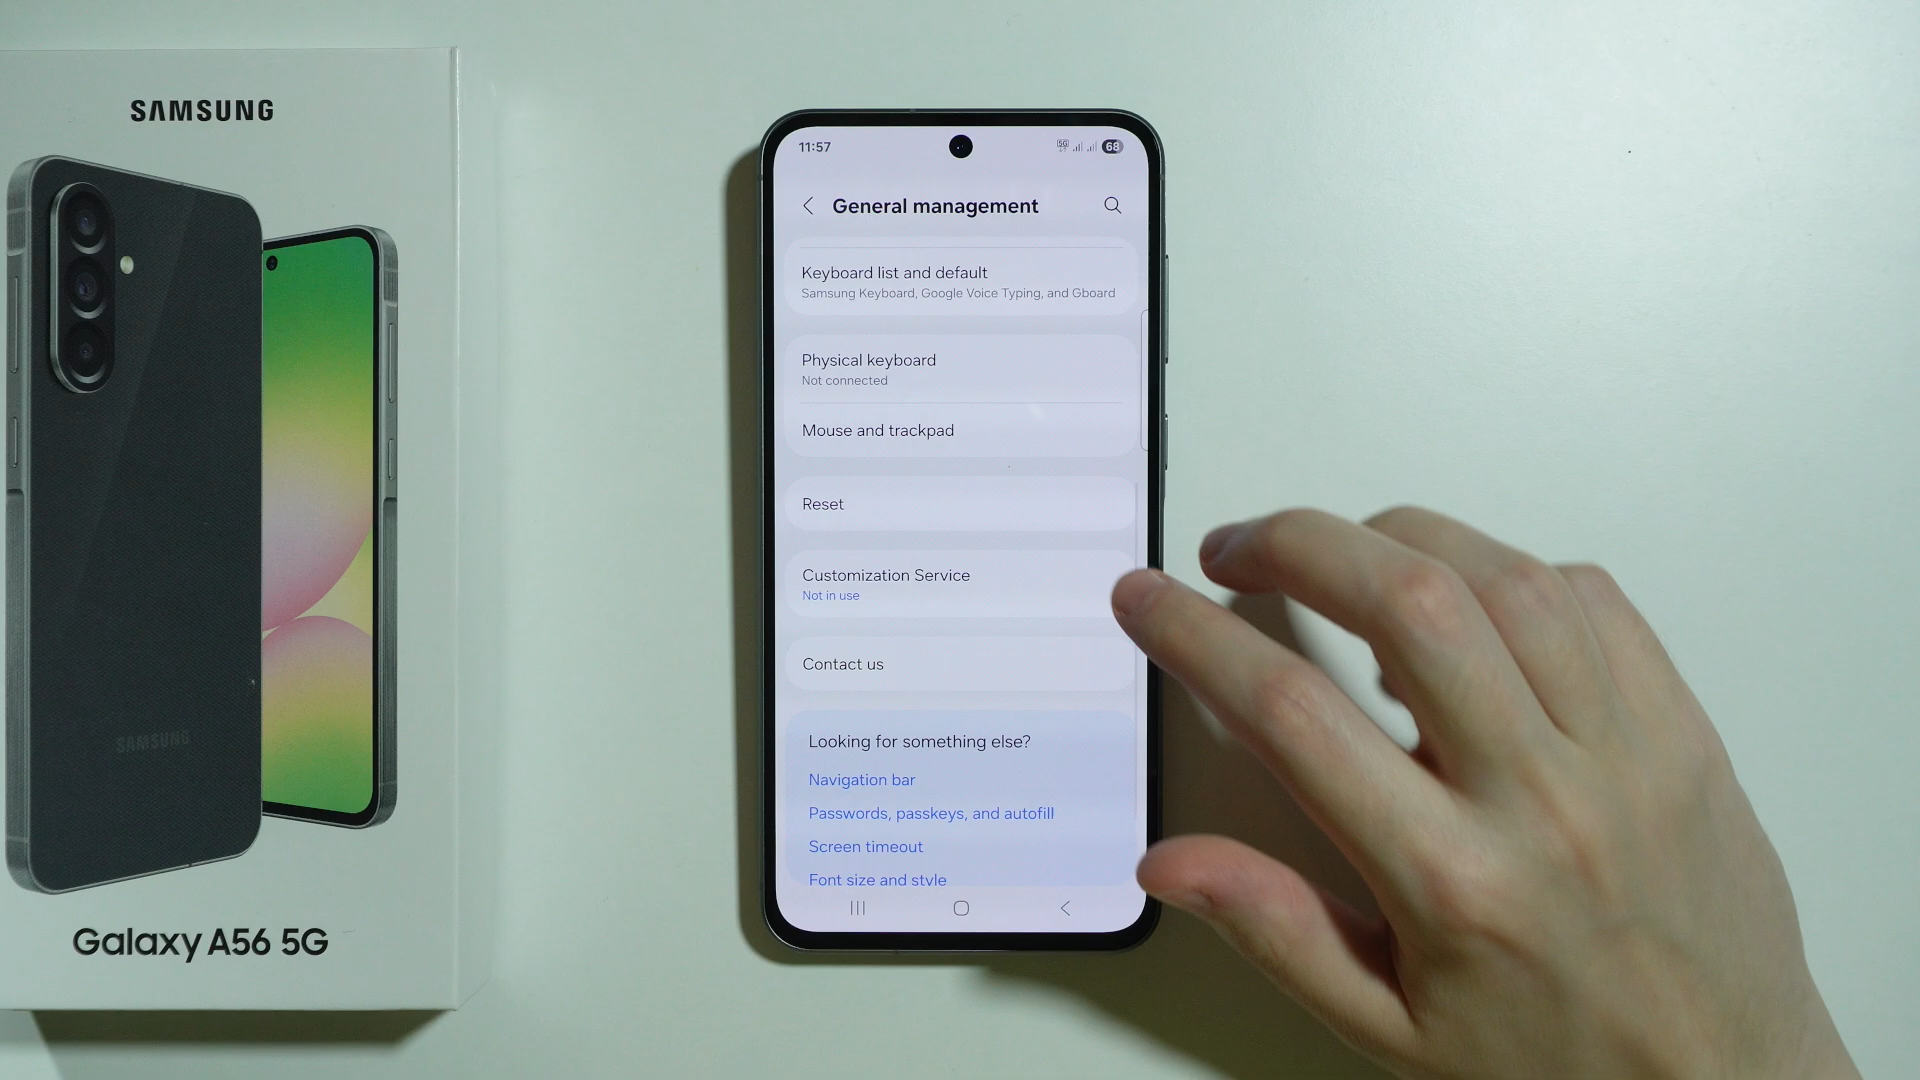 SAMSUNG
SAMSUNG
Galaxy A56 5G
11:57
5G
68
General management
Keyboard list and default
Samsung Keyboard, Google Voice Typing, and Gboard
Physical keyboard
Not connected
Mouse and trackpad
Reset
Customization Service
Not in use
Contact us
Looking for something else?
Navigation bar
Passwords, passkeys, and autofill
Screen timeout
Font size and style